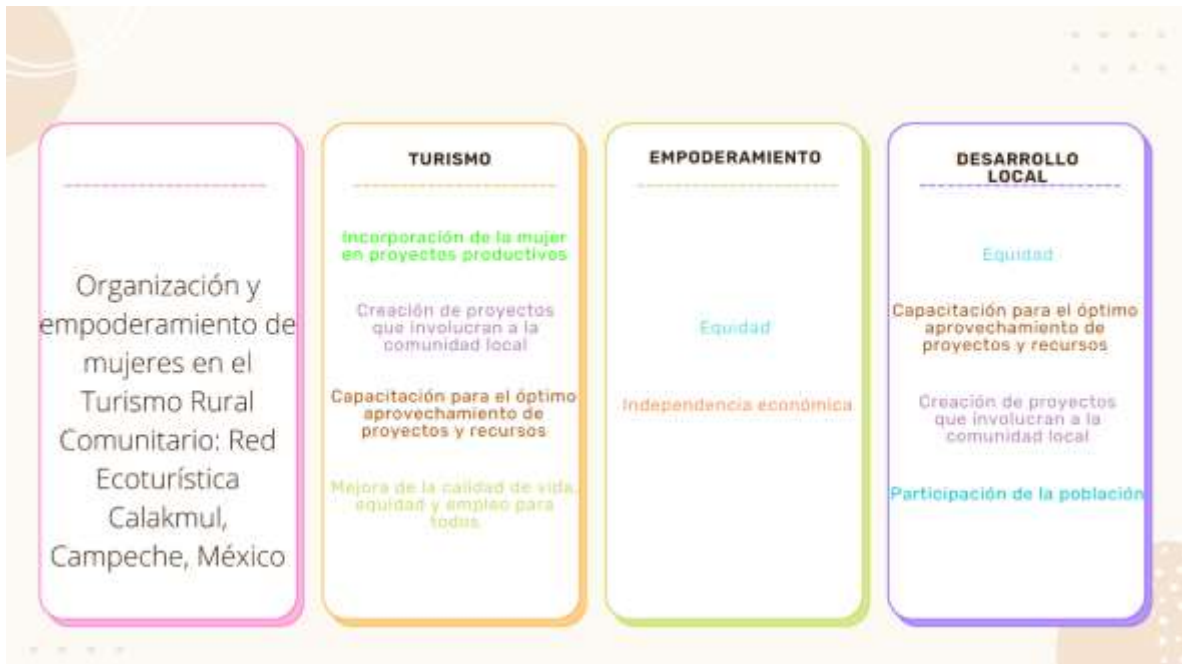 Organización y
empoderamiento de
mujeres en el
Turismo Rural
Comunitario: Red
Ecoturística
Calakmul,
Campeche, México
TURISMO
Incorporación de la mujer
en proyectos productivos
Creación de proyectos
que involucran a la
comunidad local
Capacitación para el óptimo
aprovechamiento de
proyectos y recursos
Mejora de la calidad de vida,
equidad y empleo para
todos
EMPODERAMIENTO
Equidad
Independencia económica
DESARROLLO
LOCAL
Equidad
Capacitación para el óptimo
aprovechamiento de
proyectos y recursos
Creación de proyectos
que involucran a la
comunidad local
Participación de la población